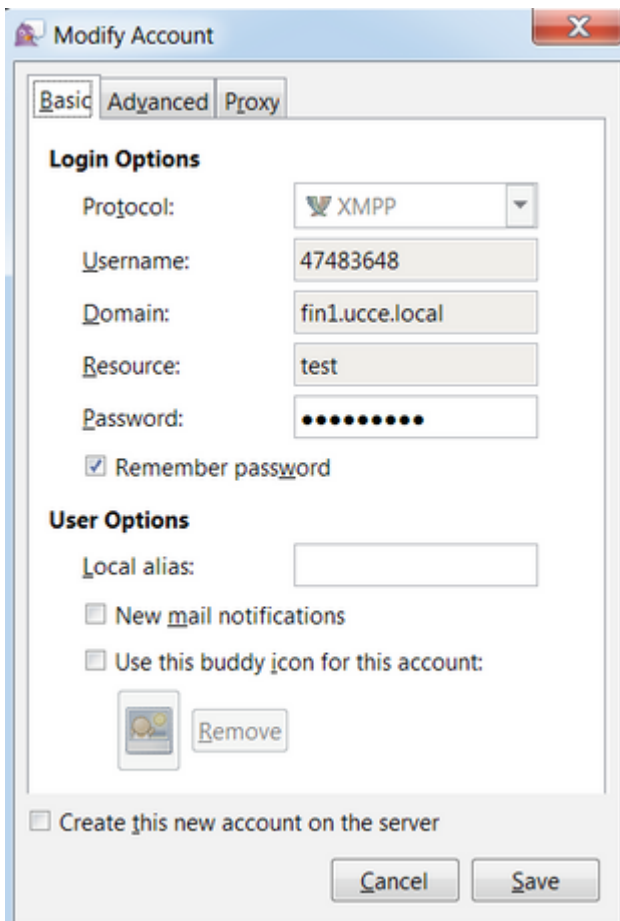 Modify Account
Basic Advanced Proxy
Login Options
Protocol: XMPP
Username: 47483648
Domain: fin1.ucce.local
Resource: test
Password: ●●●●●●●●●
Remember password
User Options
Local alias:
New mail notifications
Use this buddy icon for this account:
Remove
Create this new account on the server
Cancel Save